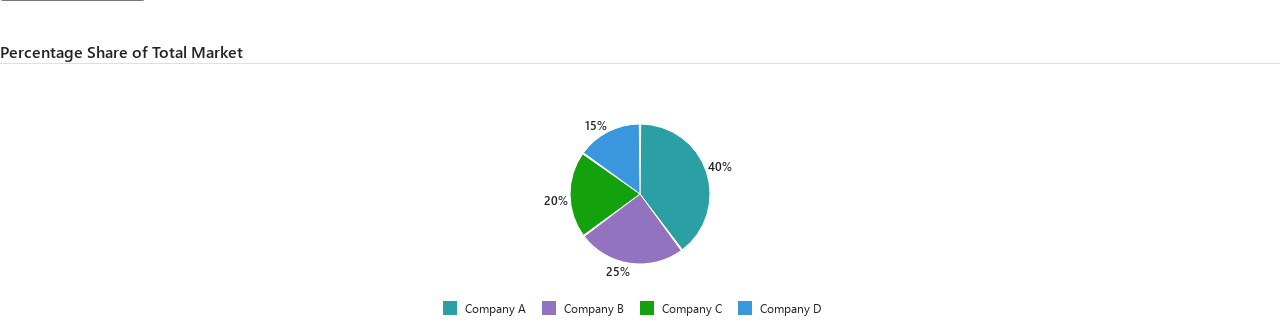 Percentage Share of Total Market
15%
40%
20%
25%
Company A Company B Company C Company D